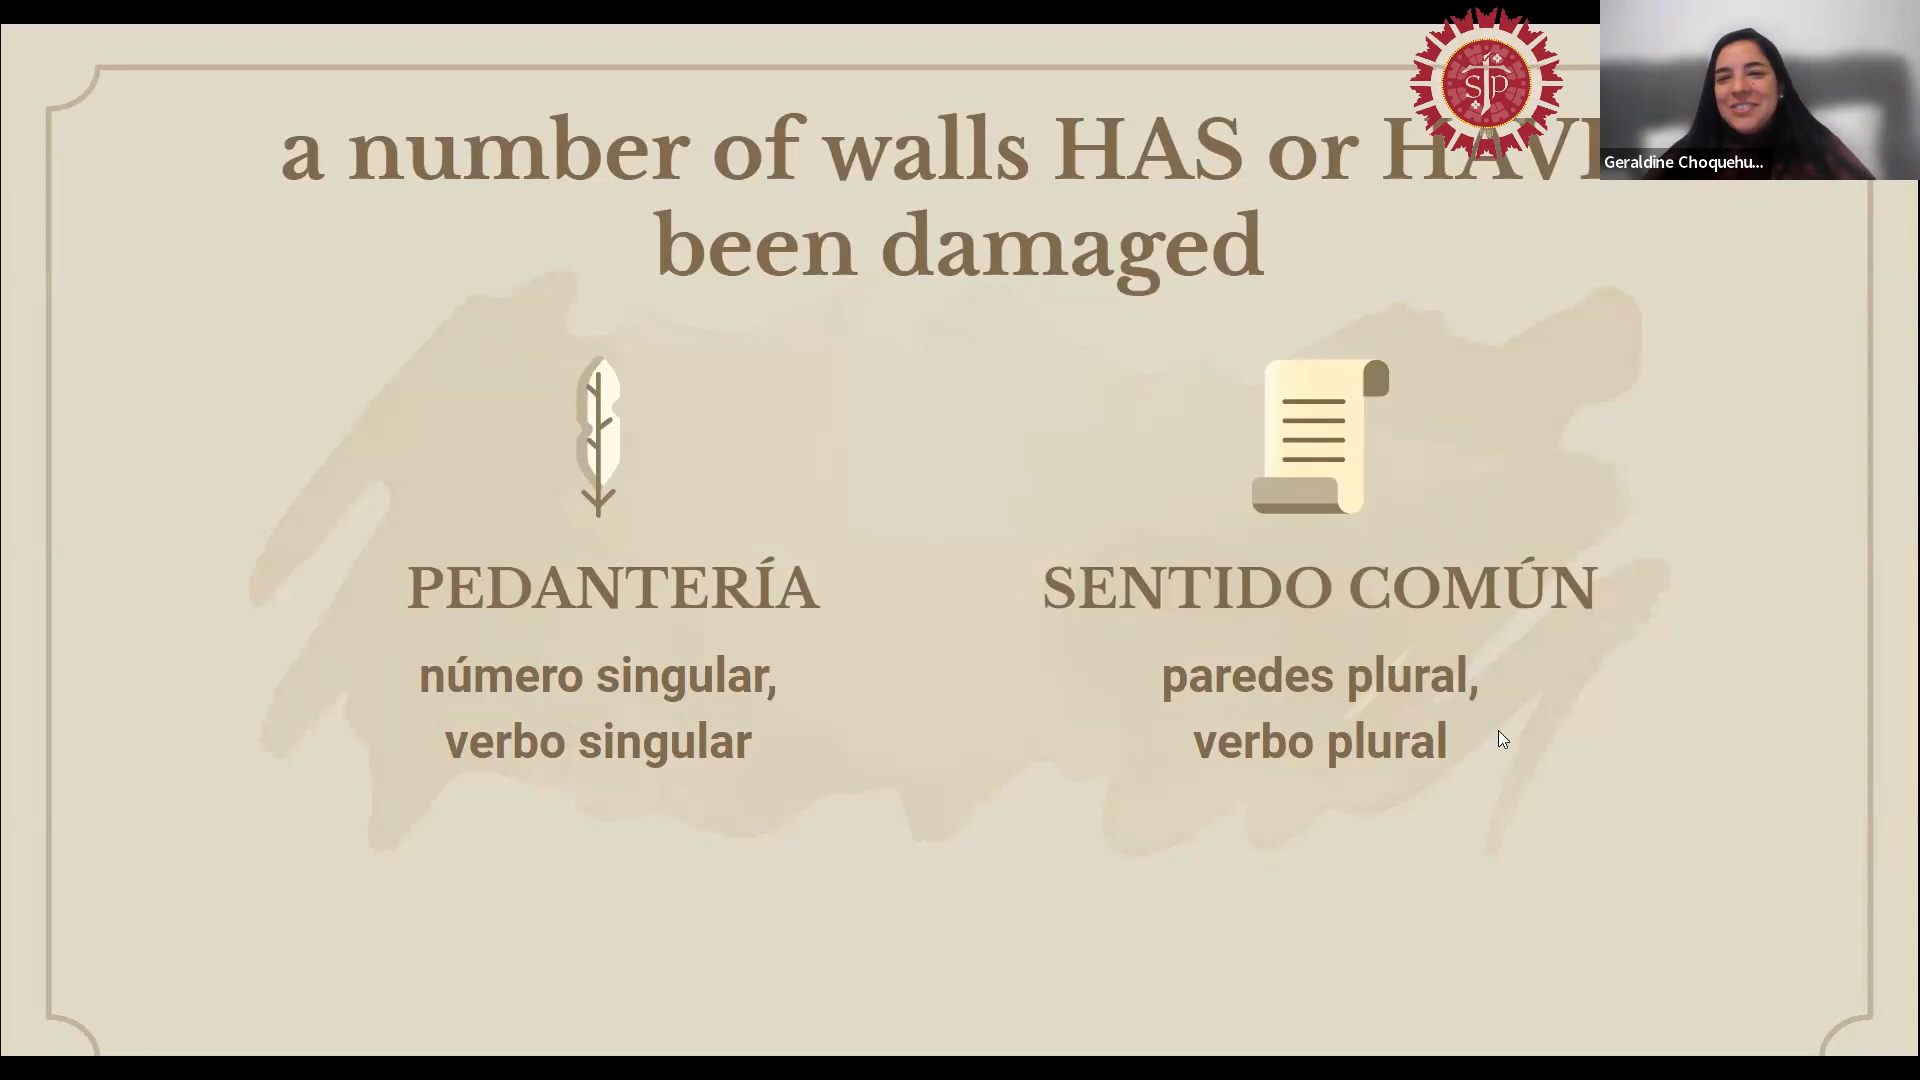 a number of walls HAS or HAVE
been damaged
S P
Geraldine Choquehu...
PEDANTERÍA
número singular,
verbo singular
SENTIDO COMÚN
paredes plural,
verbo plural